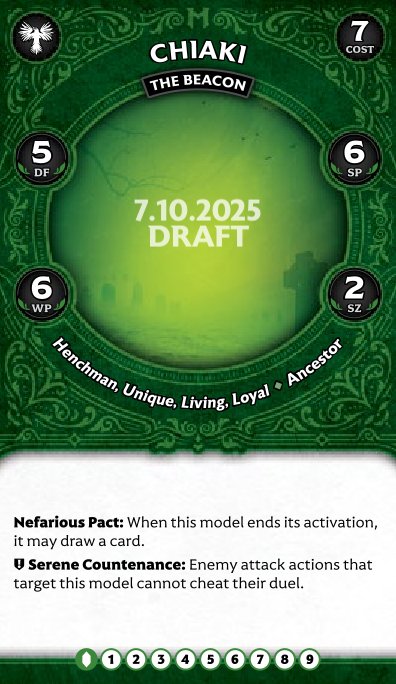 7
COST
CHIAKI
THE BEACON
5
DF
6
SP
7.10.2025
DRAFT
6
WP
2
SZ
Henchman, Unique, Living, Loyal ⬥ Ancestor
Nefarious Pact: When this model ends its activation,
it may draw a card.
Serene Countenance: Enemy attack actions that
target this model cannot cheat their duel.
1 2 3 4 5 6 7 8 9